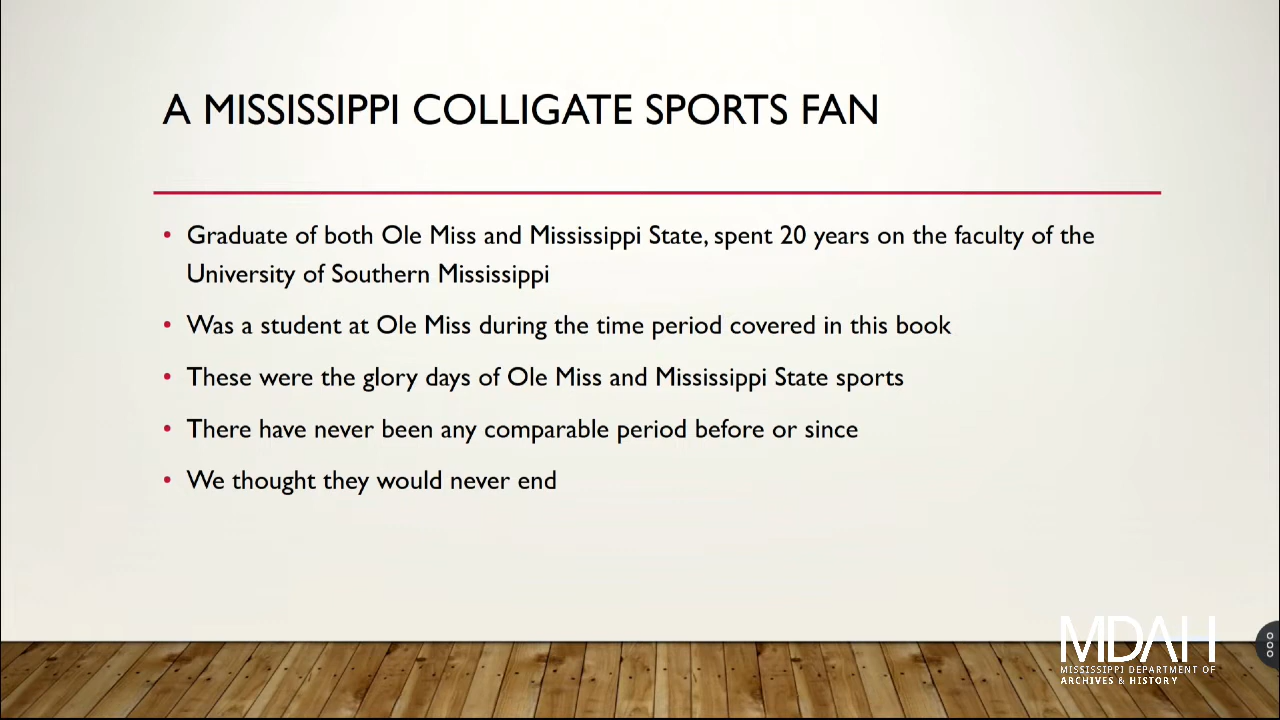 A MISSISSIPPI COLLIGATE SPORTS FAN
• Graduate of both Ole Miss and Mississippi State, spent 20 years on the faculty of the
University of Southern Mississippi
• Was a student at Ole Miss during the time period covered in this book
• These were the glory days of Ole Miss and Mississippi State sports
• There have never been any comparable period before or since
• We thought they would never end
MDAH
MISSISSIPPI DEPARTMENT OF
ARCHIVES & HISTORY